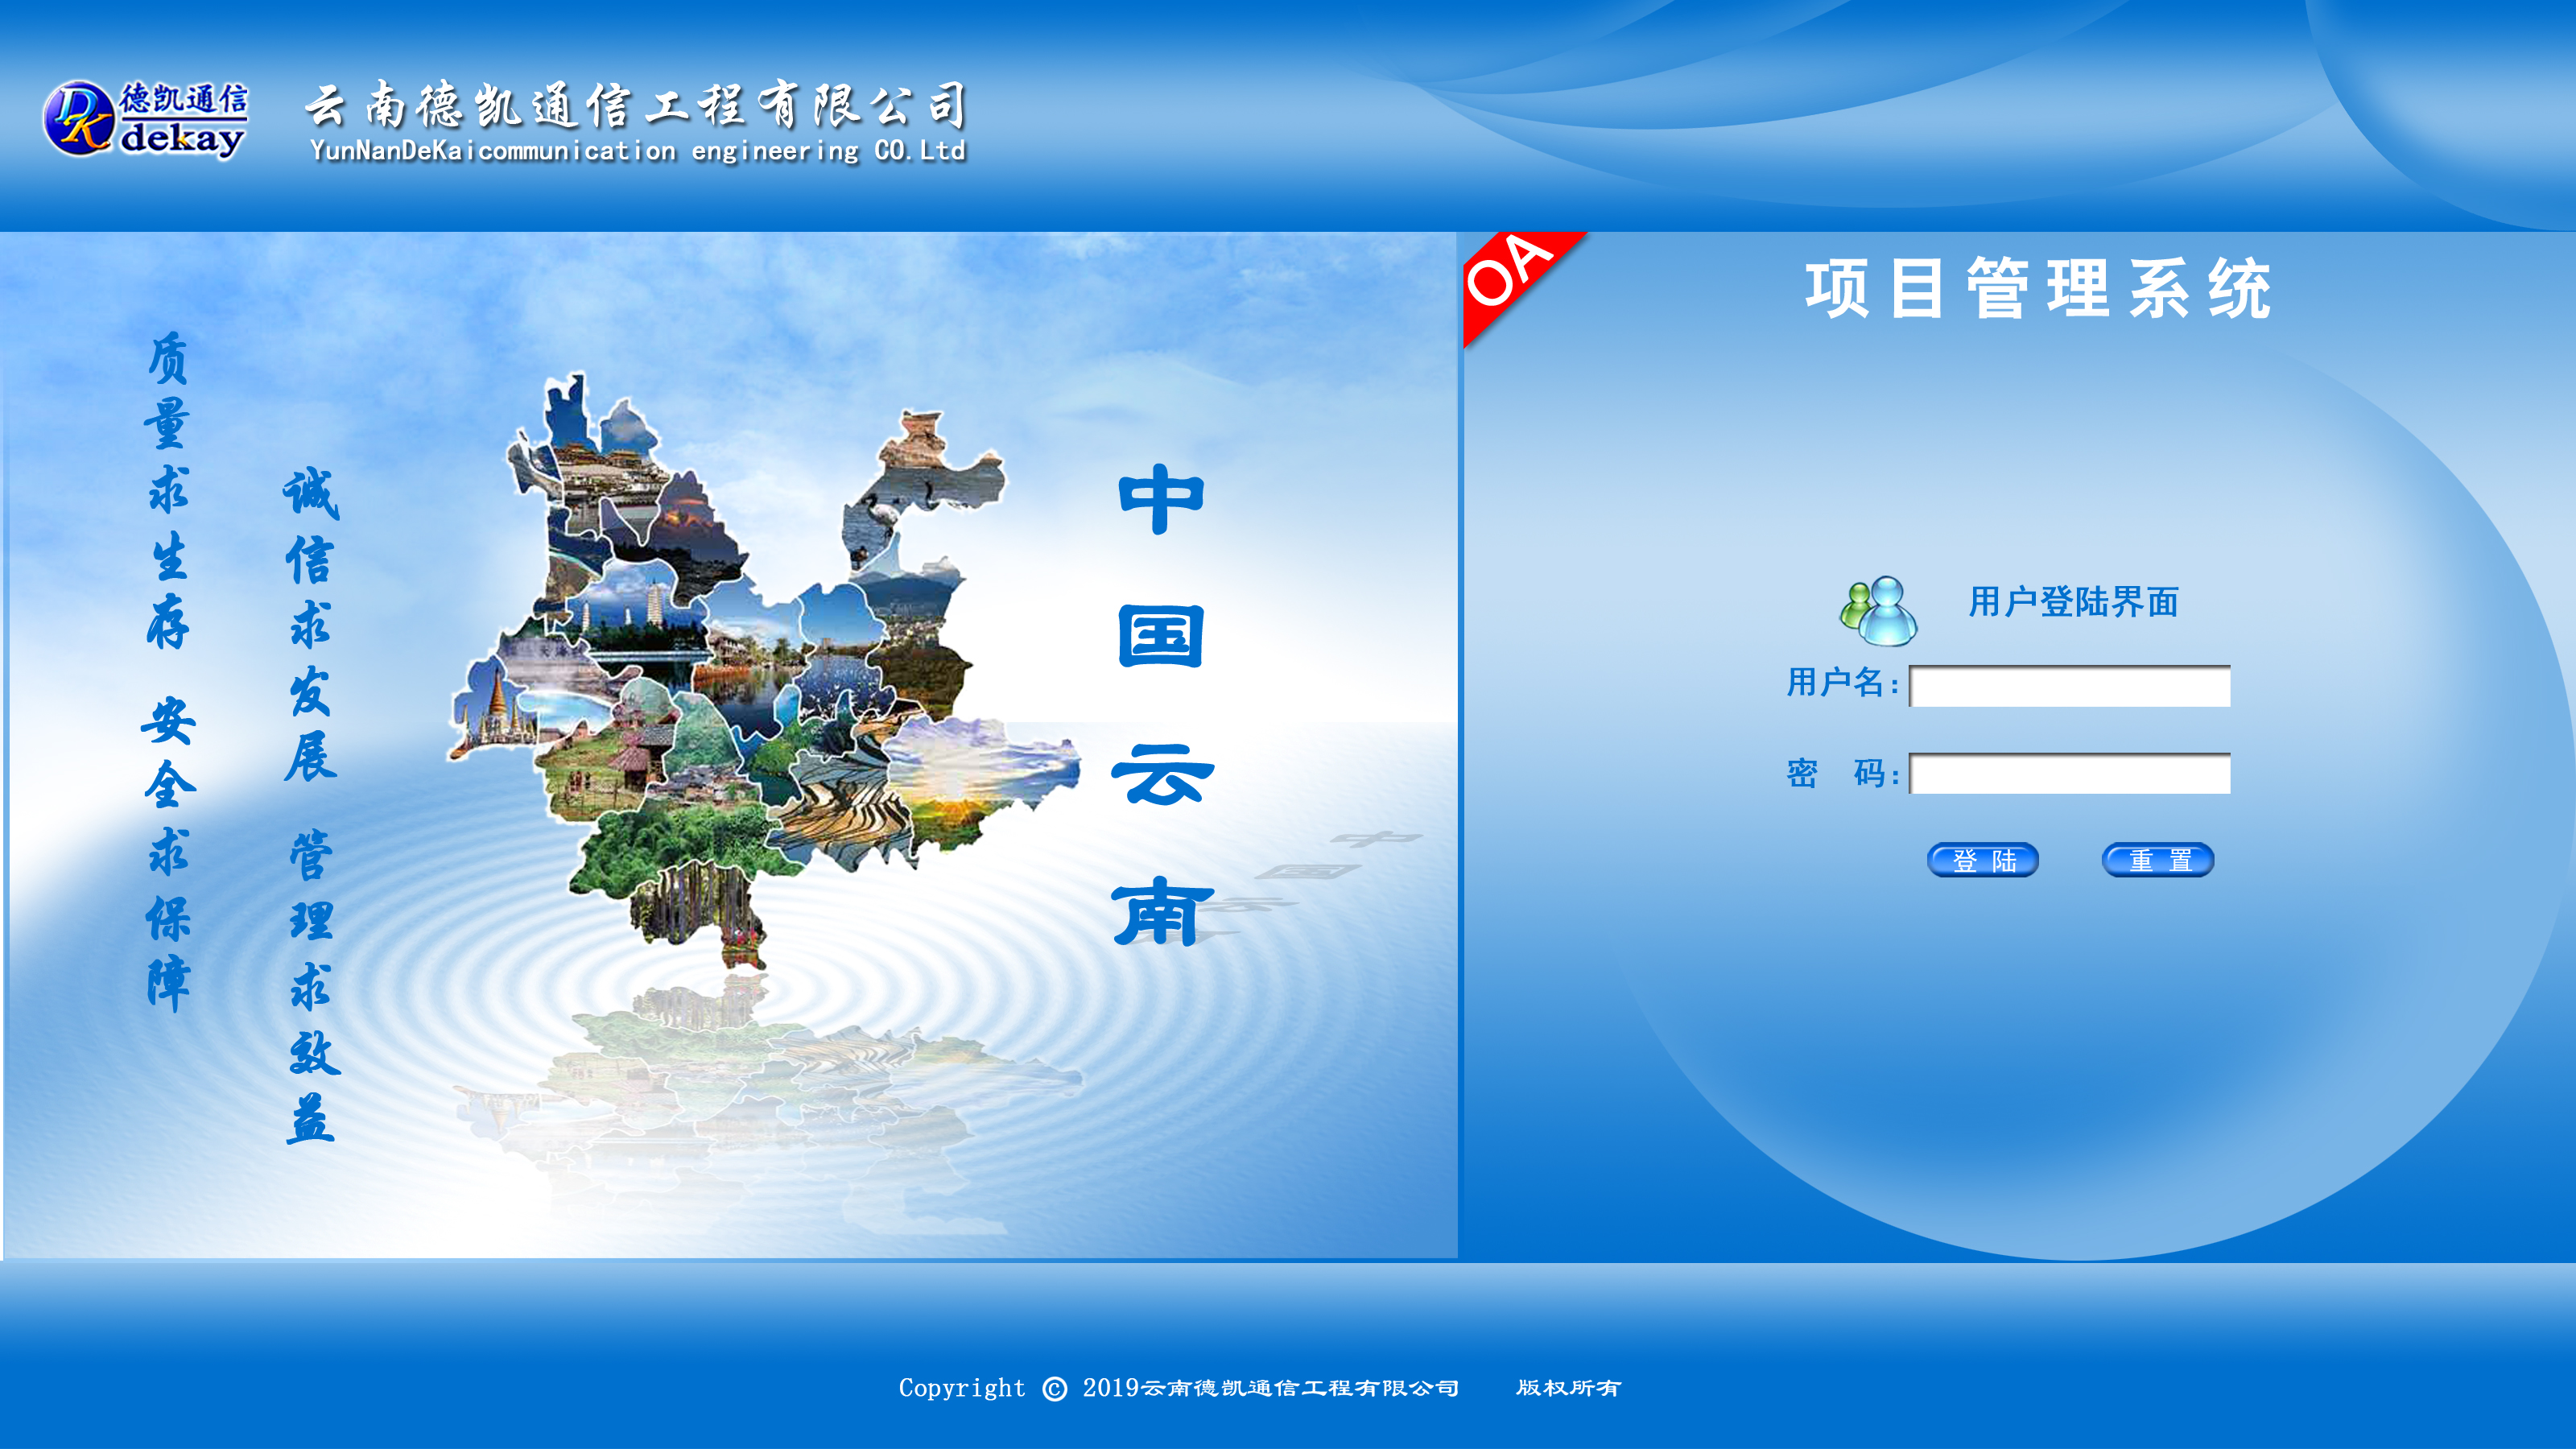 德凯通信
dekay
云南德凯通信工程有限公司
YunNanDeKaicommunication engineering CO.Ltd
质量求生存 安全求保障
诚信求发展 管理求效益
中国云南
OA
项目管理系统
用户登陆界面
用户名:
密 码:
登 陆 重 置
Copyright © 2019云南德凯通信工程有限公司 版权所有